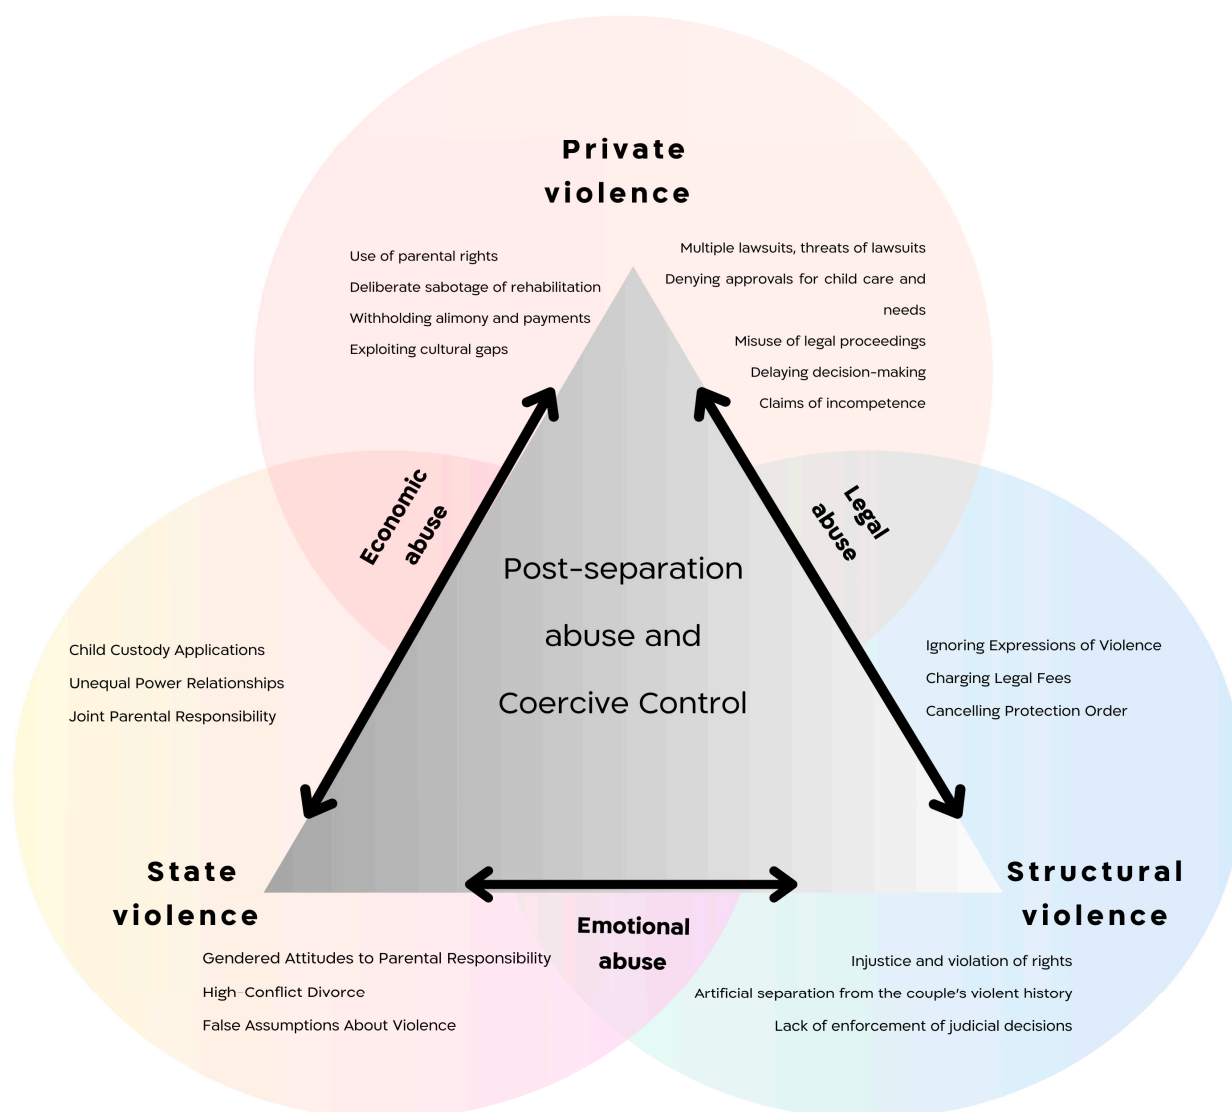 Private
violence
Use of parental rights
Deliberate sabotage of rehabilitation
Withholding alimony and payments
Exploiting cultural gaps
Multiple lawsuits, threats of lawsuits
Denying approvals for child care and
needs
Misuse of legal proceedings
Delaying decision-making
Claims of incompetence
Economic
abuse
Legal
abuse
Post-separation
abuse and
Coercive Control
Child Custody Applications
Unequal Power Relationships
Joint Parental Responsibility
Ignoring Expressions of Violence
Charging Legal Fees
Cancelling Protection Order
State
violence
Structural
violence
Emotional
abuse
Gendered Attitudes to Parental Responsibility
High-Conflict Divorce
False Assumptions About Violence
Injustice and violation of rights
Artificial separation from the couple's violent history
Lack of enforcement of judicial decisions